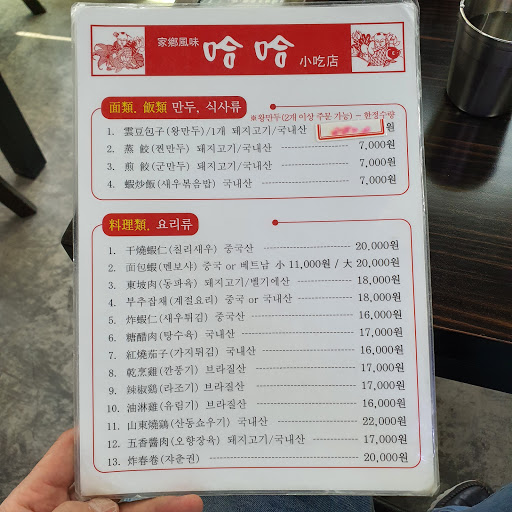 家鄉風味 哈哈 小吃店
面類. 飯類 만두, 식사류
※왕만두(2개 이상 주문 가능) - 한정수량
1. 雲豆包子(왕만두)/1개 돼지고기/국내산 원
2. 蒸 餃(찐만두) 돼지고기/국내산 7,000원
3. 煎 餃(군만두) 돼지고기/국내산 7,000원
4. 蝦炒飯(새우볶음밥) 국내산 7,000원
料理類. 요리류
1. 干燒蝦仁(칠리새우) 중국산 20,000원
2. 面包蝦(멘보샤) 중국 or 베트남 小 11,000원 / 大 20,000원
3. 東坡肉(동파육) 돼지고기/벨기에산 18,000원
4. 부추잡채(계절요리) 중국 or 국내산 18,000원
5. 炸蝦仁(새우튀김) 중국산 16,000원
6. 糖醋肉(탕수육) 국내산 17,000원
7. 紅燒茄子(가지튀김) 국내산 16,000원
8. 乾烹雞(깐풍기) 브라질산 17,000원
9. 辣椒鷄(라조기) 브라질산 17,000원
10. 油淋雞(유림기) 브라질산 16,000원
11. 山東燒鷄(산동쇼우기) 국내산 22,000원
12. 五香醬肉(오향장육) 돼지고기/국내산 17,000원
13. 炸春卷(쟈춘권) 20,000원